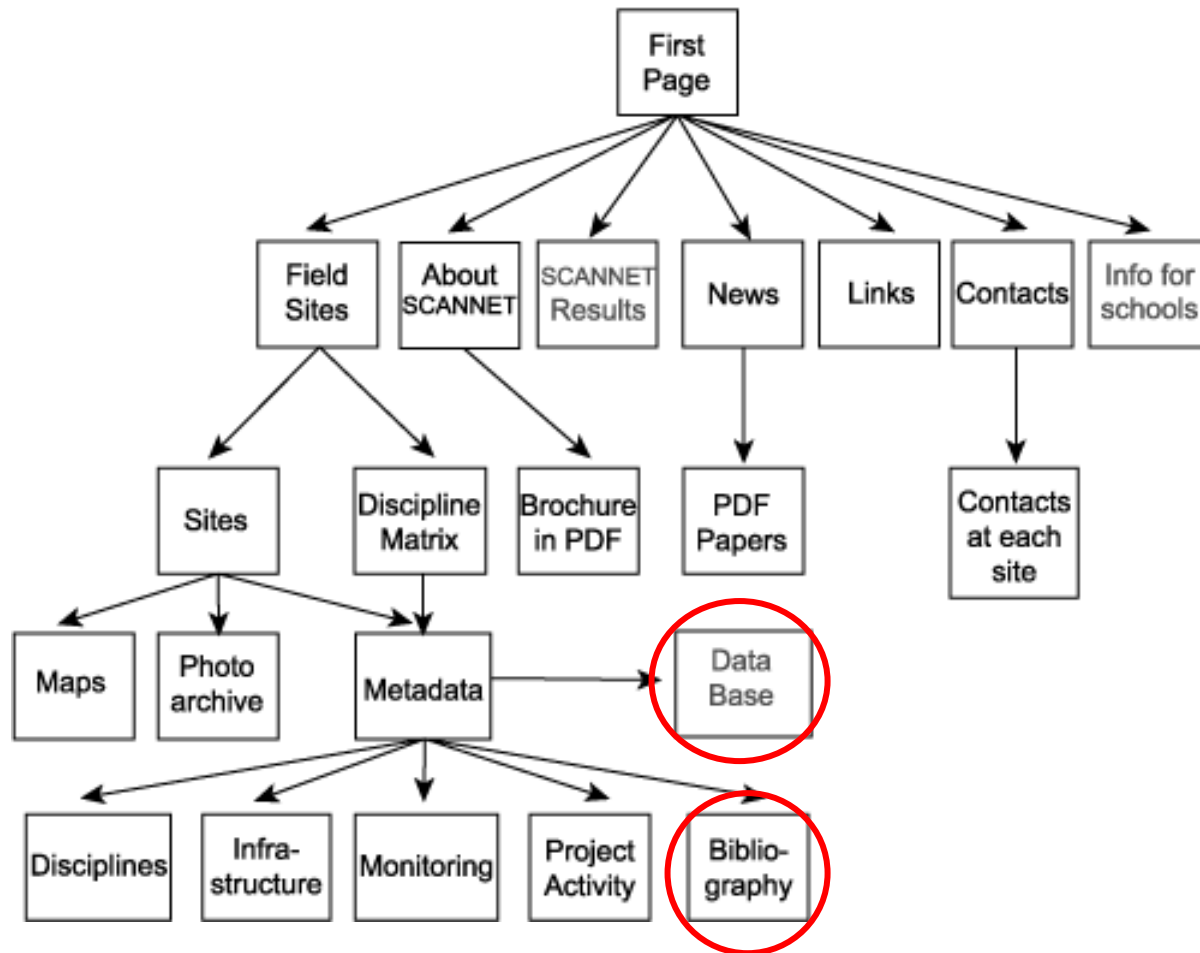 First
Page
Field
Sites
About
SCANNET
SCANNET
Results
News
Links
Contacts
Info for
schools
Sites
Discipline
Matrix
Brochure
in PDF
PDF
Papers
Contacts
at each
site
Maps
Photo
archive
Metadata
Data
Base
Disciplines
Infra-
structure
Monitoring
Project
Activity
Biblio-
graphy